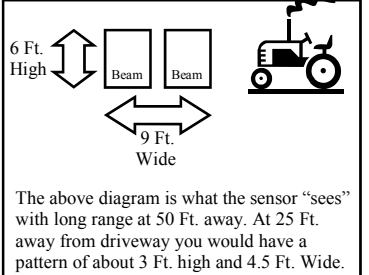 6 Ft.
High
Beam Beam
9 Ft.
Wide
The above diagram is what the sensor “sees”
with long range at 50 Ft. away. At 25 Ft.
away from driveway you would have a
pattern of about 3 Ft. high and 4.5 Ft. Wide.